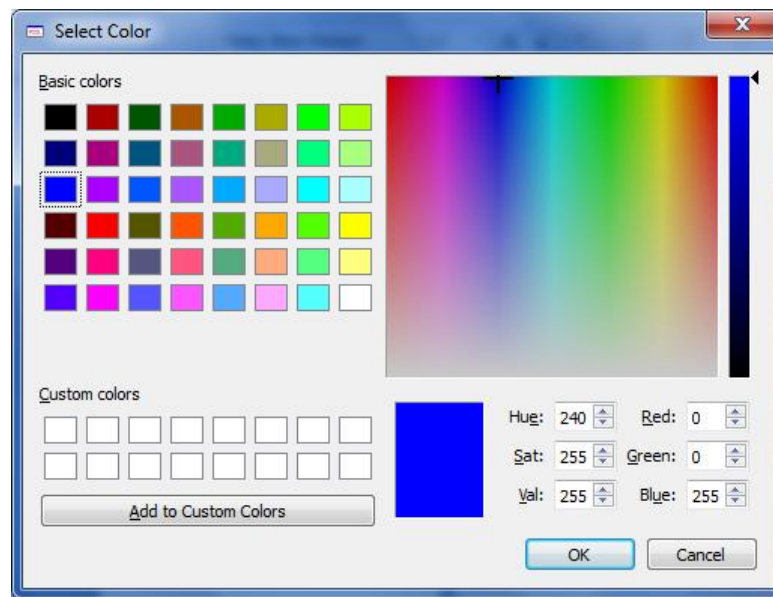 Select Color
Basic colors
Custom colors
Hue: 240 Red: 0
Sat: 255 Green: 0
Val: 255 Blue: 255
Add to Custom Colors
OK Cancel